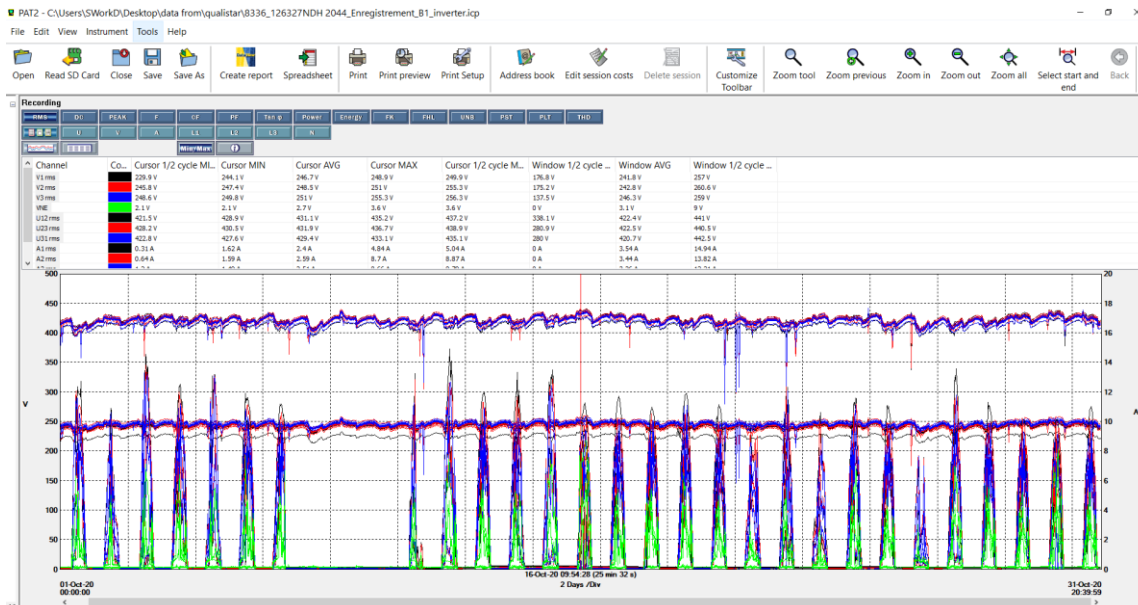 PAT2 - C:\Users\SWorkD\Desktop\data from\qualistar\8336_126327NDH 2044_Enregistrement_B1_inverter.icp
File Edit View Instrument Tools Help
Open Read SD Card Close Save Save As Create report Spreadsheet Print Print preview Print Setup Address book Edit session costs Delete session Customize Toolbar Zoom tool Zoom previous Zoom in Zoom out Zoom all Select start and end Back
Recording
RMS DC PEAK F CF PF Tan φ Power Energy FK FHL UNB PST PLT THD
U V A L1 L2 L3 N
Min•Max
Channel Co... Cursor 1/2 cycle MI... Cursor MIN Cursor AVG Cursor MAX Cursor 1/2 cycle M... Window 1/2 cycle ... Window AVG Window 1/2 cycle ...
V1 rms 229.9 V 244.1 V 246.7 V 248.9 V 249.9 V 176.8 V 241.8 V 257 V
V2 rms 245.8 V 247.4 V 248.5 V 251 V 255.3 V 175.2 V 242.8 V 260.6 V
V3 rms 248.6 V 249.8 V 251 V 255.3 V 256.3 V 137.5 V 246.3 V 259 V
VNE 2.1 V 2.1 V 2.7 V 3.6 V 3.6 V 0 V 3.1 V 9 V
U12 rms 421.5 V 428.9 V 431.1 V 435.2 V 437.2 V 338.1 V 422.4 V 441 V
U23 rms 428.2 V 430.5 V 431.9 V 436.7 V 438.9 V 280.9 V 422.5 V 440.5 V
U31 rms 422.8 V 427.6 V 429.4 V 433.1 V 435.1 V 280 V 420.7 V 442.5 V
A1 rms 0.31 A 1.62 A 2.4 A 4.84 A 5.04 A 0 A 3.54 A 14.94 A
A2 rms 0.64 A 1.59 A 2.59 A 8.7 A 8.87 A 0 A 3.44 A 13.82 A
500 20
450 18
400 16
350 14
300 12
V A
250 10
200 8
150 6
100 4
50 2
0 0
01-Oct-20 16-Oct-20 09:54:28 (25 min 32 s) 31-Oct-20
00:00:00 2 Days /Div 20:39:59